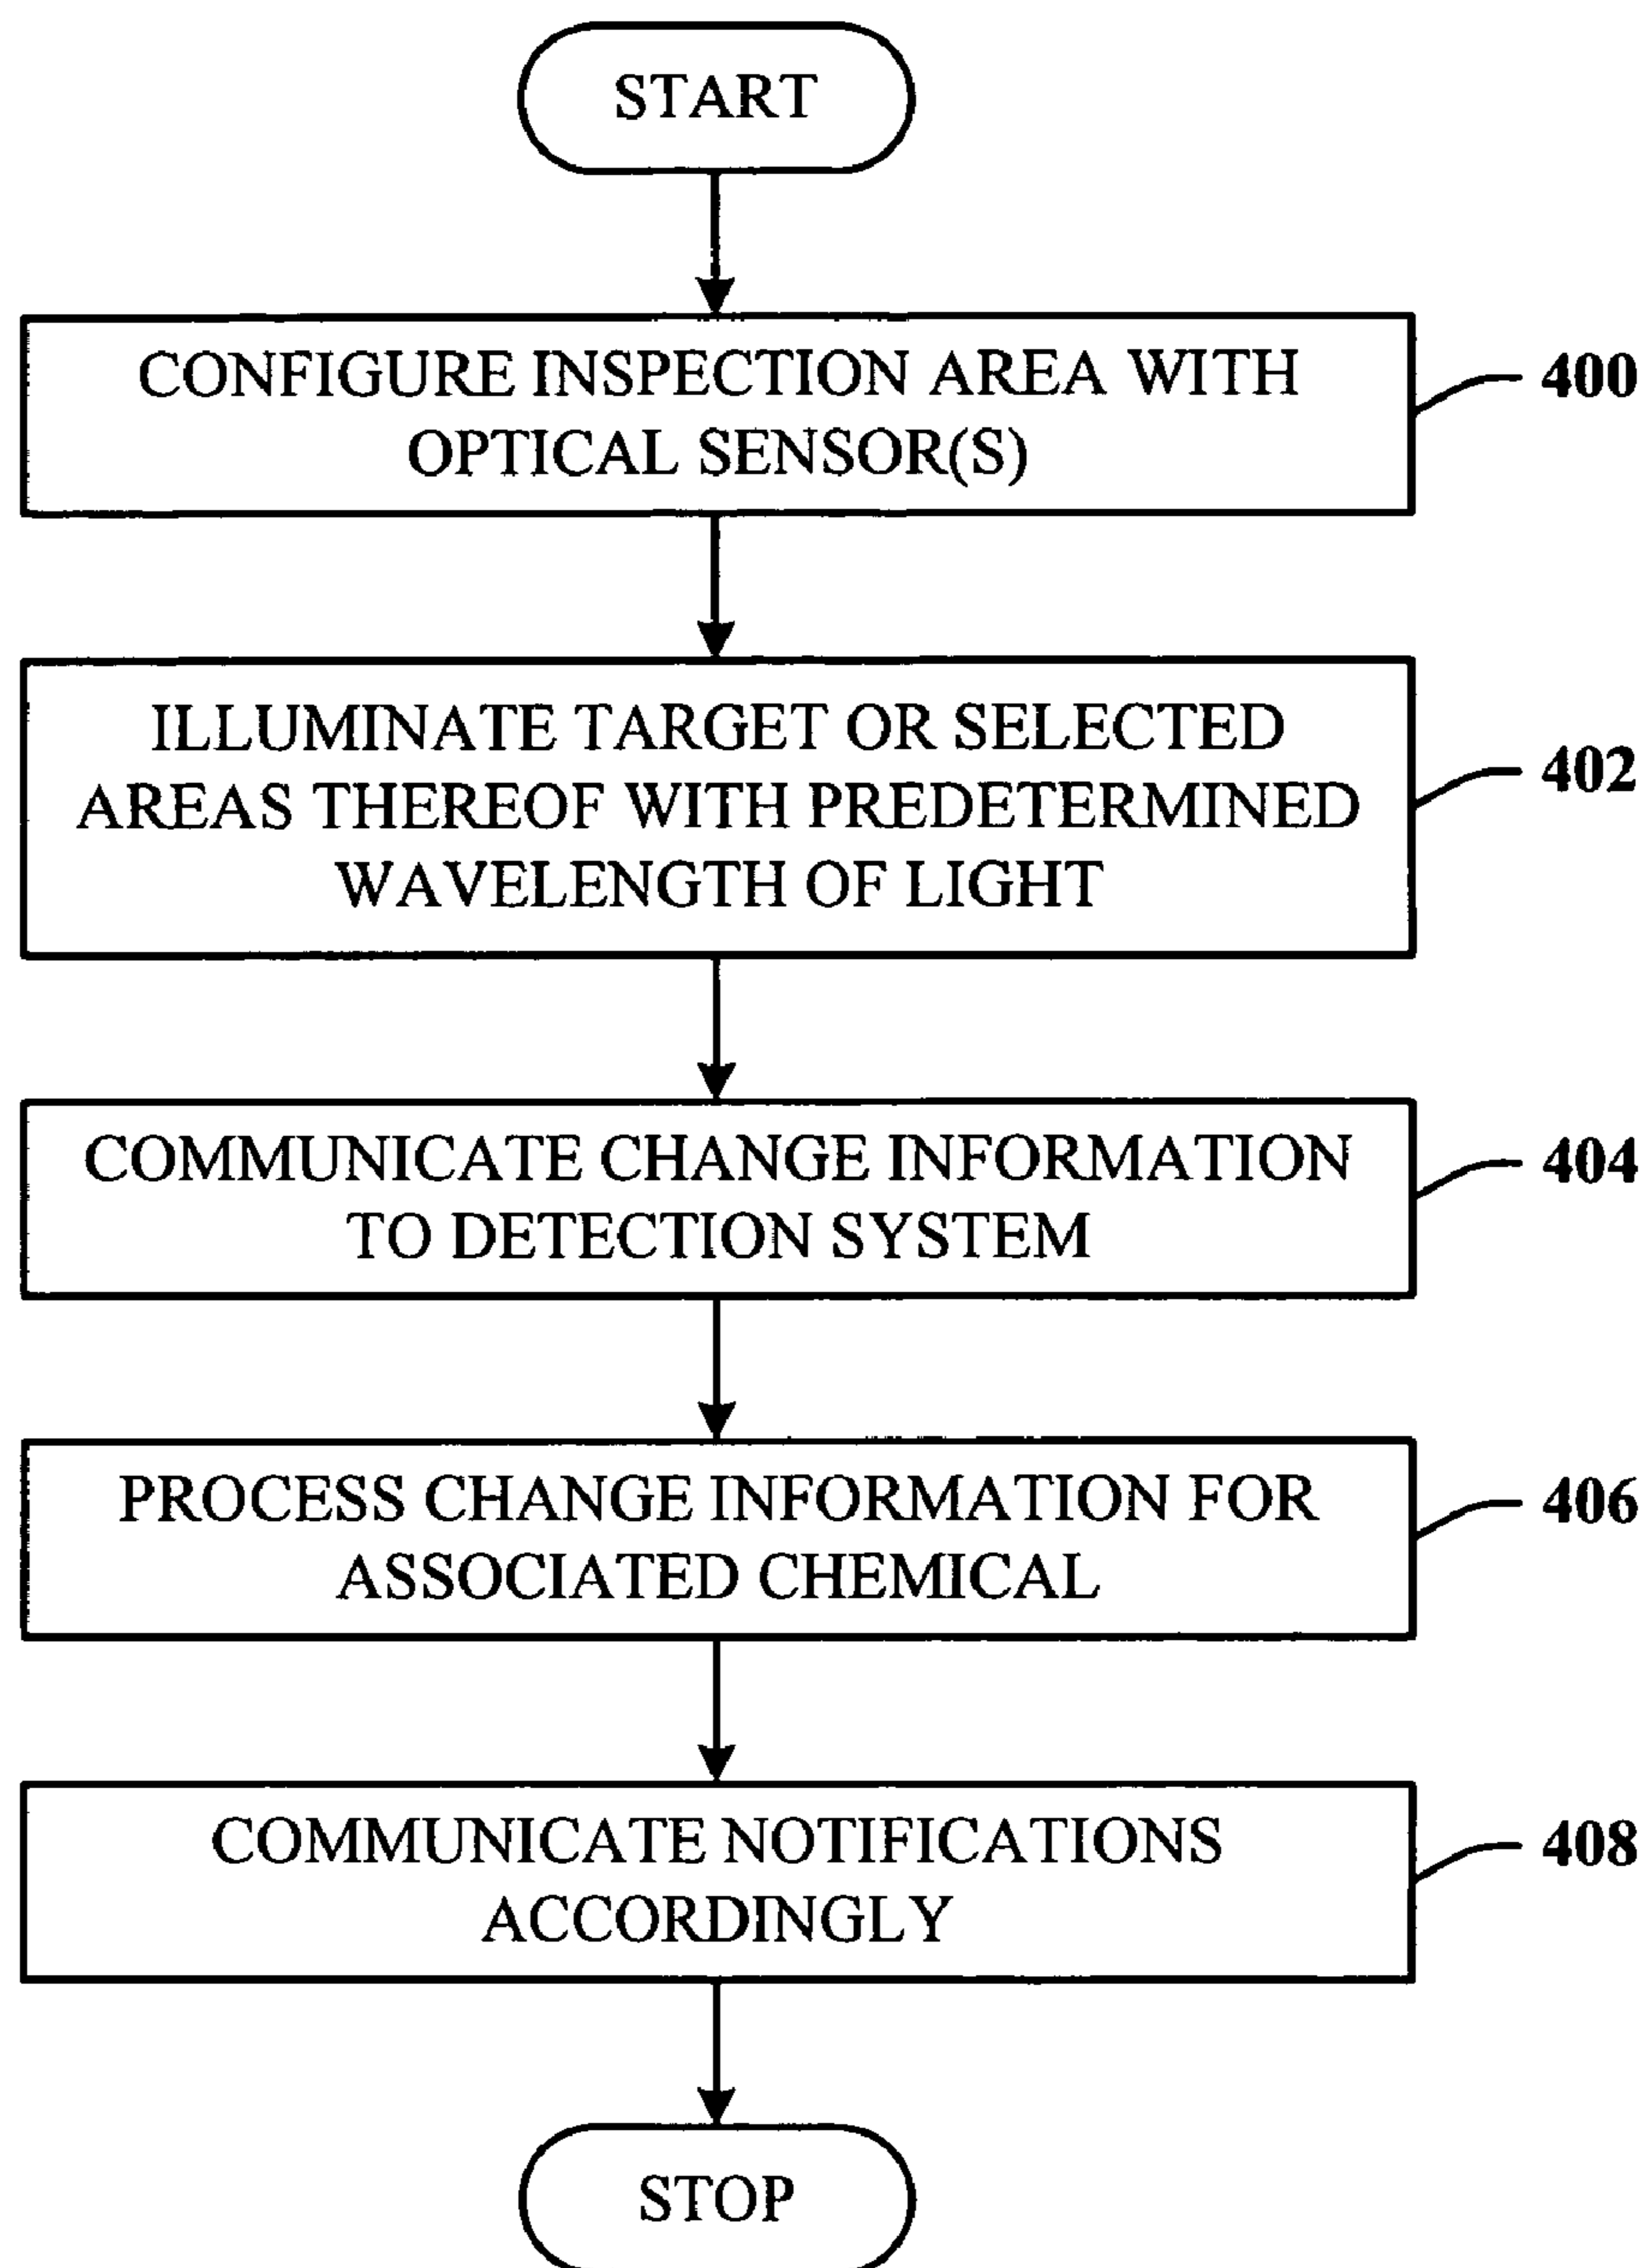 START
CONFIGURE INSPECTION AREA WITH
OPTICAL SENSOR(S)
400
ILLUMINATE TARGET OR SELECTED
AREAS THEREOF WITH PREDETERMINED
WAVELENGTH OF LIGHT
402
COMMUNICATE CHANGE INFORMATION
TO DETECTION SYSTEM
404
PROCESS CHANGE INFORMATION FOR
ASSOCIATED CHEMICAL
406
COMMUNICATE NOTIFICATIONS
ACCORDINGLY
408
STOP